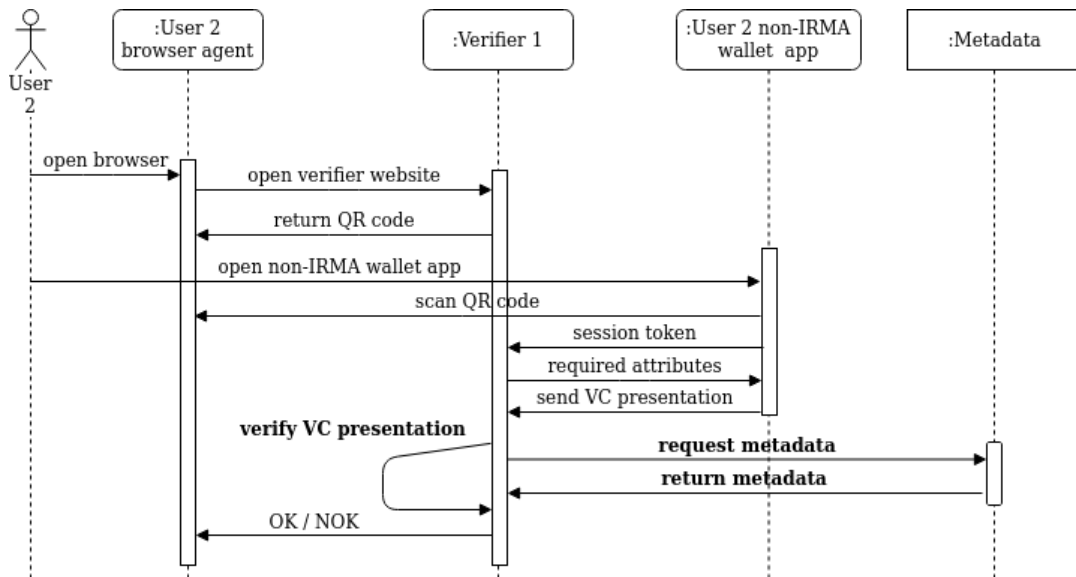 :User 2
browser agent
:Verifier 1
:User 2 non-IRMA
wallet app
:Metadata
User
2
open browser
open verifier website
return QR code
open non-IRMA wallet app
scan QR code
session token
required attributes
send VC presentation
verify VC presentation
request metadata
return metadata
OK / NOK